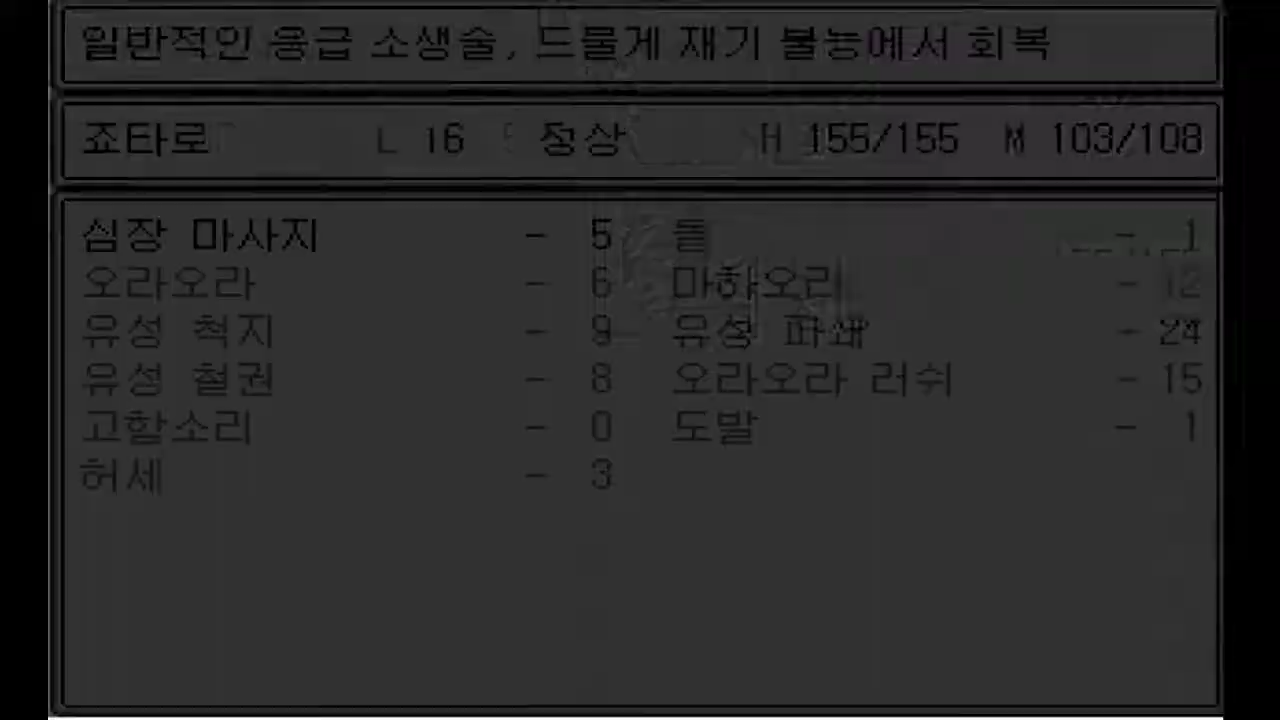 일반적인 응급 소생술, 드물게 재기 불능에서 회복
죠타로 L 16 정상 H 155/155 M 103/108
심장 마사지 - 5 돌 - 1
오라오라 - 6 마햐오리 - 12
유성 척지 - 9 유성 파쇄 - 24
유성 철권 - 8 오라오라 러쉬 - 15
고함소리 - 0 도발 - 1
허세 - 3